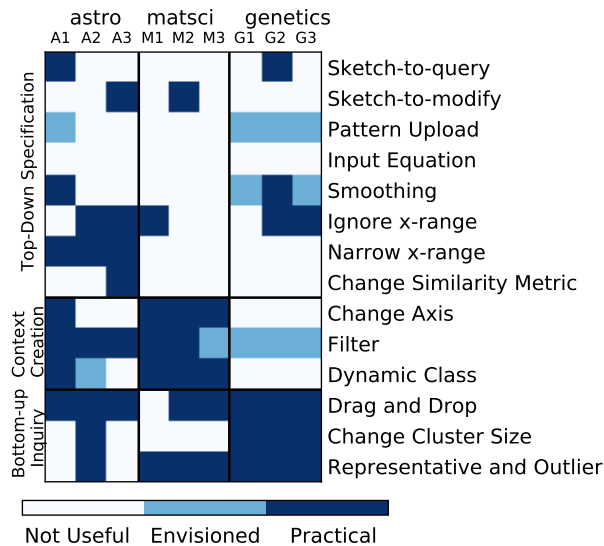 astro matsci genetics
A1 A2 A3 M1 M2 M3 G1 G2 G3
Top-Down Specification
Sketch-to-query
Sketch-to-modify
Pattern Upload
Input Equation
Smoothing
Ignore x-range
Narrow x-range
Change Similarity Metric
Context
Creation
Change Axis
Filter
Dynamic Class
Bottom-up
Inquiry
Drag and Drop
Change Cluster Size
Representative and Outlier
Not Useful Envisioned Practical